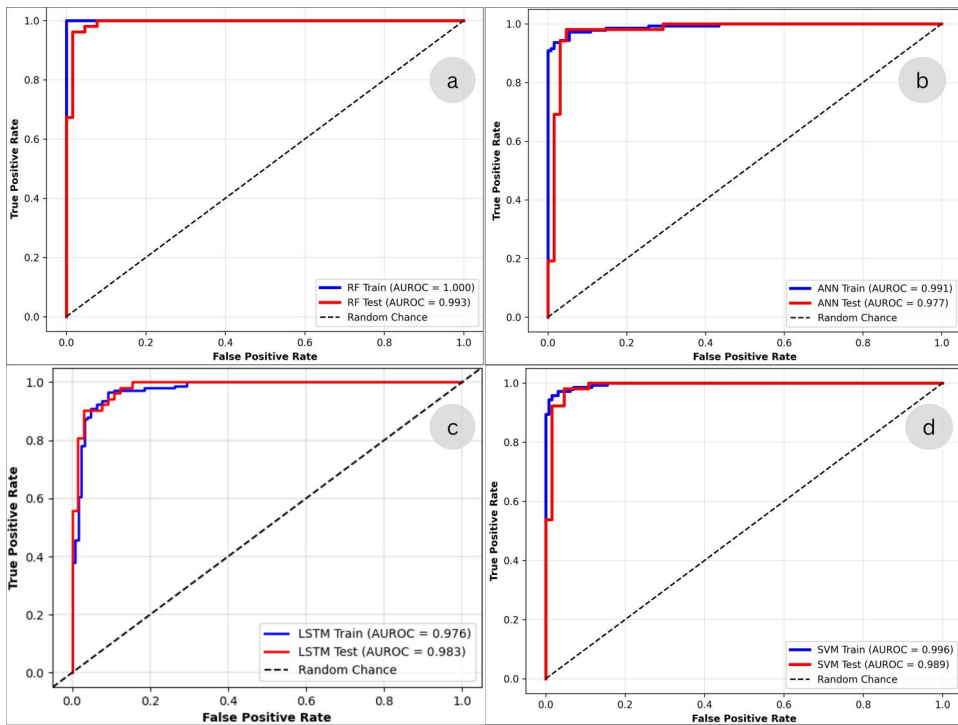 a
True Positive Rate
1.0
0.8
0.6
0.4
0.2
0.0
RF Train (AUROC = 1.000)
RF Test (AUROC = 0.993)
Random Chance
0.0 0.2 0.4 0.6 0.8 1.0
False Positive Rate
b
True Positive Rate
1.0
0.8
0.6
0.4
0.2
0.0
ANN Train (AUROC = 0.991)
ANN Test (AUROC = 0.977)
Random Chance
0.0 0.2 0.4 0.6 0.8 1.0
False Positive Rate
c
True Positive Rate
1.0
0.8
0.6
0.4
0.2
0.0
LSTM Train (AUROC = 0.976)
LSTM Test (AUROC = 0.983)
Random Chance
0.0 0.2 0.4 0.6 0.8 1.0
False Positive Rate
d
True Positive Rate
1.0
0.8
0.6
0.4
0.2
0.0
SVM Train (AUROC = 0.996)
SVM Test (AUROC = 0.989)
Random Chance
0.0 0.2 0.4 0.6 0.8 1.0
False Positive Rate